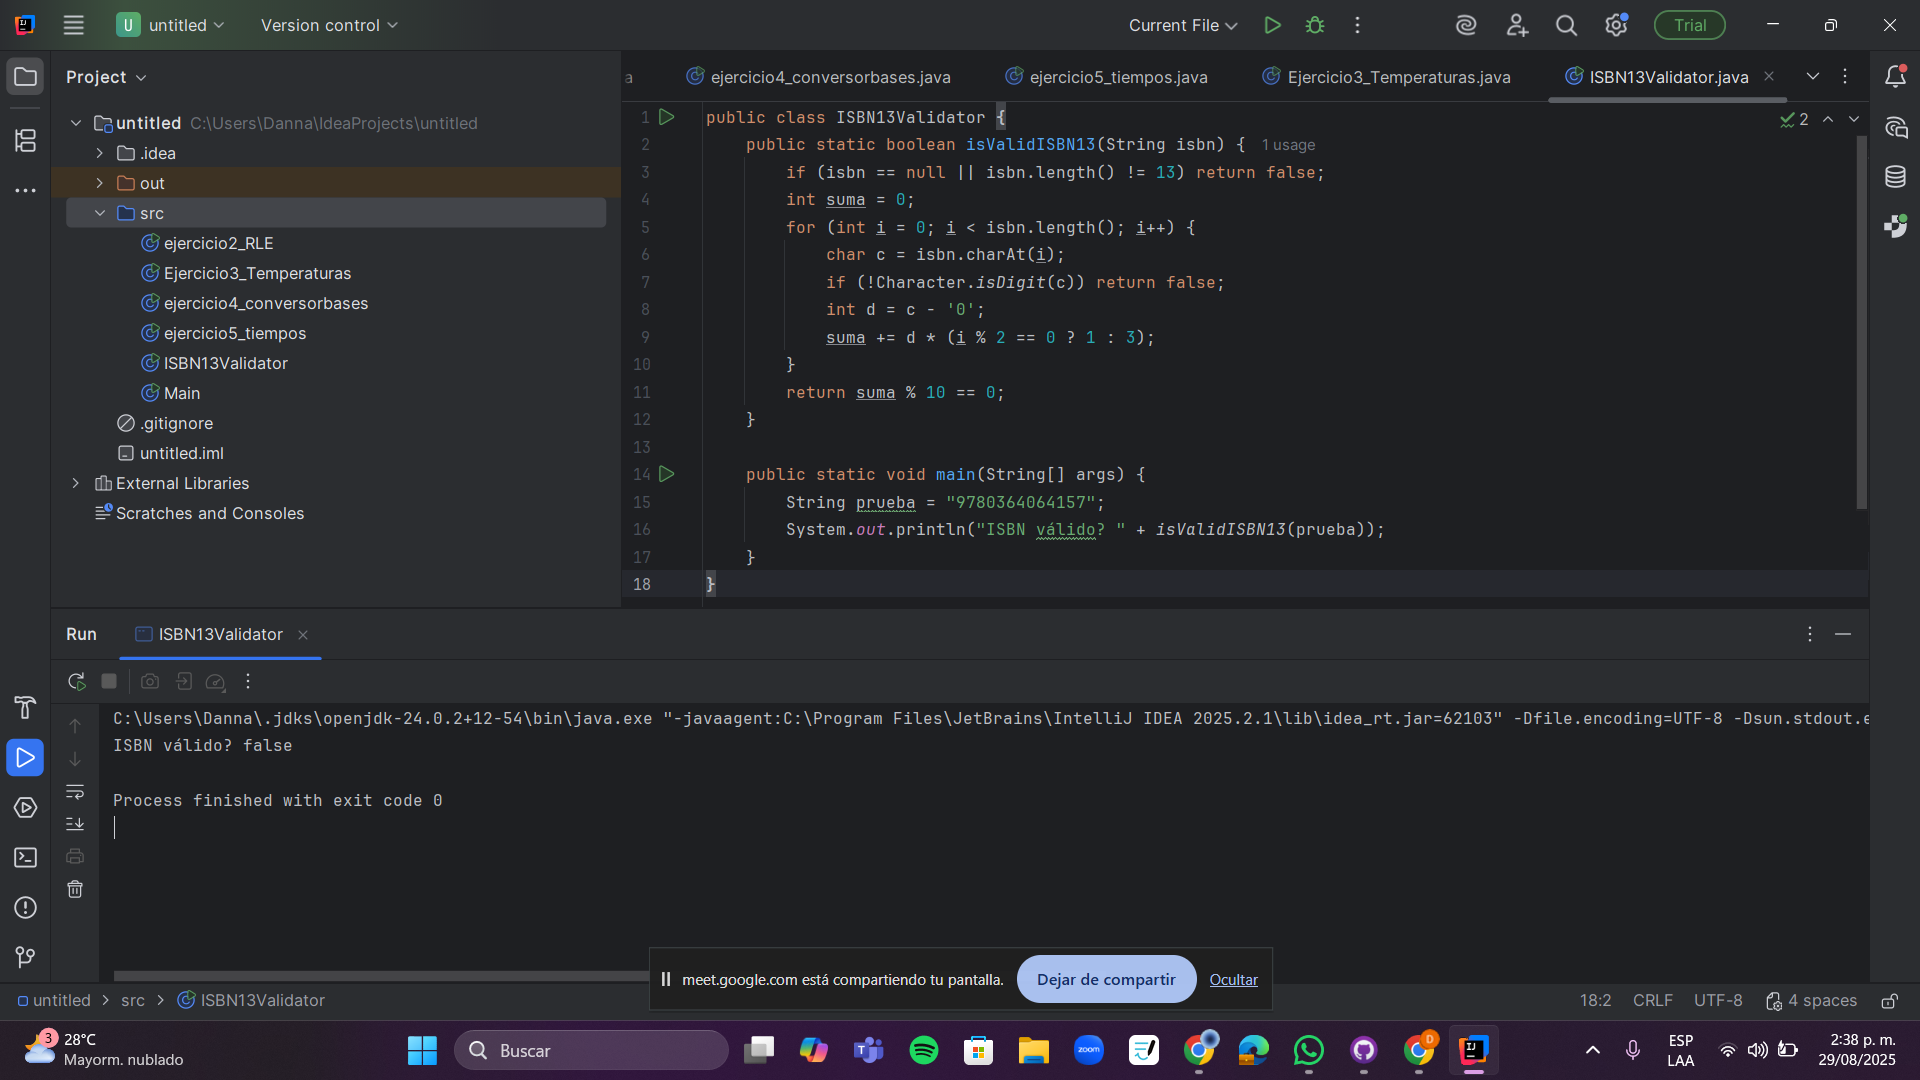 U untitled Version control Current File Trial
Project
a ejercicio4_conversorbases.java ejercicio5_tiempos.java Ejercicio3_Temperaturas.java ISBN13Validator.java
untitled C:\Users\Danna\IdeaProjects\untitled
.idea
out
src
ejercicio2_RLE
Ejercicio3_Temperaturas
ejercicio4_conversorbases
ejercicio5_tiempos
ISBN13Validator
Main
.gitignore
untitled.iml
External Libraries
Scratches and Consoles
2
1 public class ISBN13Validator {
2 public static boolean isValidISBN13(String isbn) { 1 usage
3 if (isbn == null || isbn.length() != 13) return false;
4 int suma = 0;
5 for (int i = 0; i < isbn.length(); i++) {
6 char c = isbn.charAt(i);
7 if (!Character.isDigit(c)) return false;
8 int d = c - '0';
9 suma += d * (i % 2 == 0 ? 1 : 3);
10 }
11 return suma % 10 == 0;
12 }
13
14 public static void main(String[] args) {
15 String prueba = "9780364064157";
16 System.out.println("ISBN válido? " + isValidISBN13(prueba));
17 }
18 }
Run ISBN13Validator
C:\Users\Danna\.jdks\openjdk-24.0.2+12-54\bin\java.exe "-javaagent:C:\Program Files\JetBrains\IntelliJ IDEA 2025.2.1\lib\idea_rt.jar=62103" -Dfile.encoding=UTF-8 -Dsun.stdout.e
ISBN válido? false
Process finished with exit code 0
meet.google.com está compartiendo tu pantalla. Dejar de compartir Ocultar
untitled > src > ISBN13Validator 18:2 CRLF UTF-8 4 spaces
3 28°C
Mayorm. nublado
Buscar
zoom
D
ESP
LAA
2:38 p. m.
29/08/2025